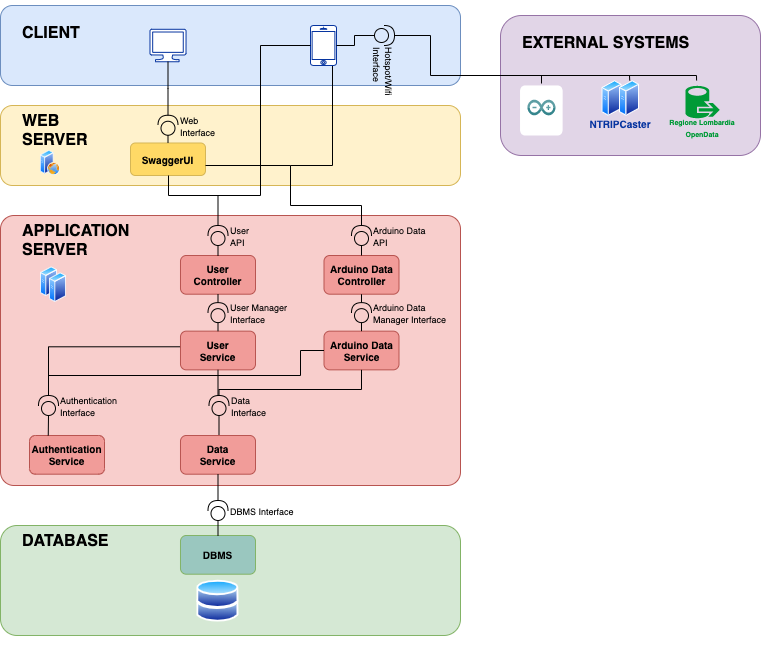 CLIENT
Hotspot/Wifi
Interface
EXTERNAL SYSTEMS
NTRIPCaster
Regione Lombardia
OpenData
WEB
SERVER
Web
Interface
SwaggerUI
APPLICATION
SERVER
User
API
Arduino Data
API
User
Controller
Arduino Data
Controller
User Manager
Interface
Arduino Data
Manager Interface
User
Service
Arduino Data
Service
Authentication
Interface
Data
Interface
Authentication
Service
Data
Service
DBMS Interface
DATABASE
DBMS